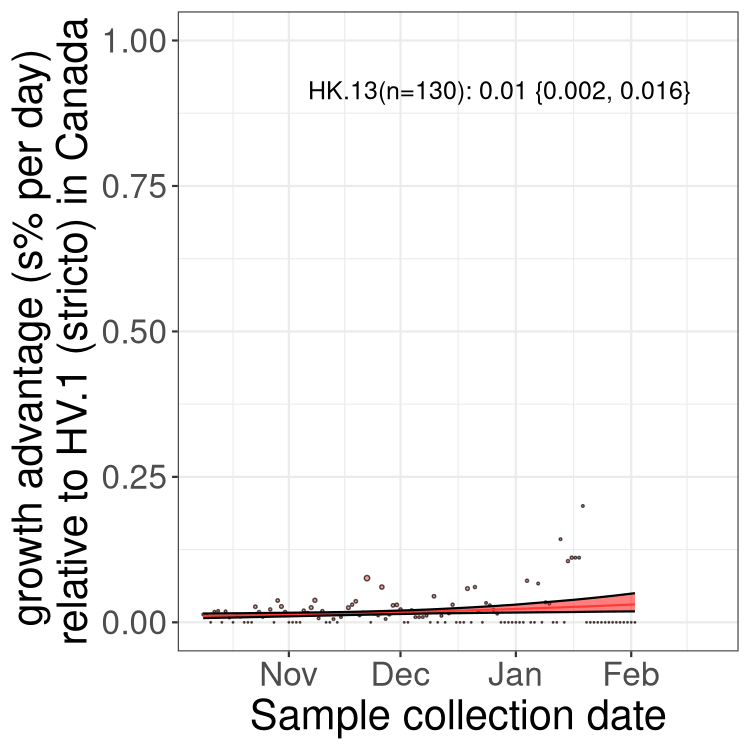 growth advantage (s% per day)
relative to HV.1 (stricto) in Canada
1.00
0.75
0.50
0.25
0.00
HK.13(n=130): 0.01 {0.002, 0.016}
Nov Dec Jan Feb
Sample collection date